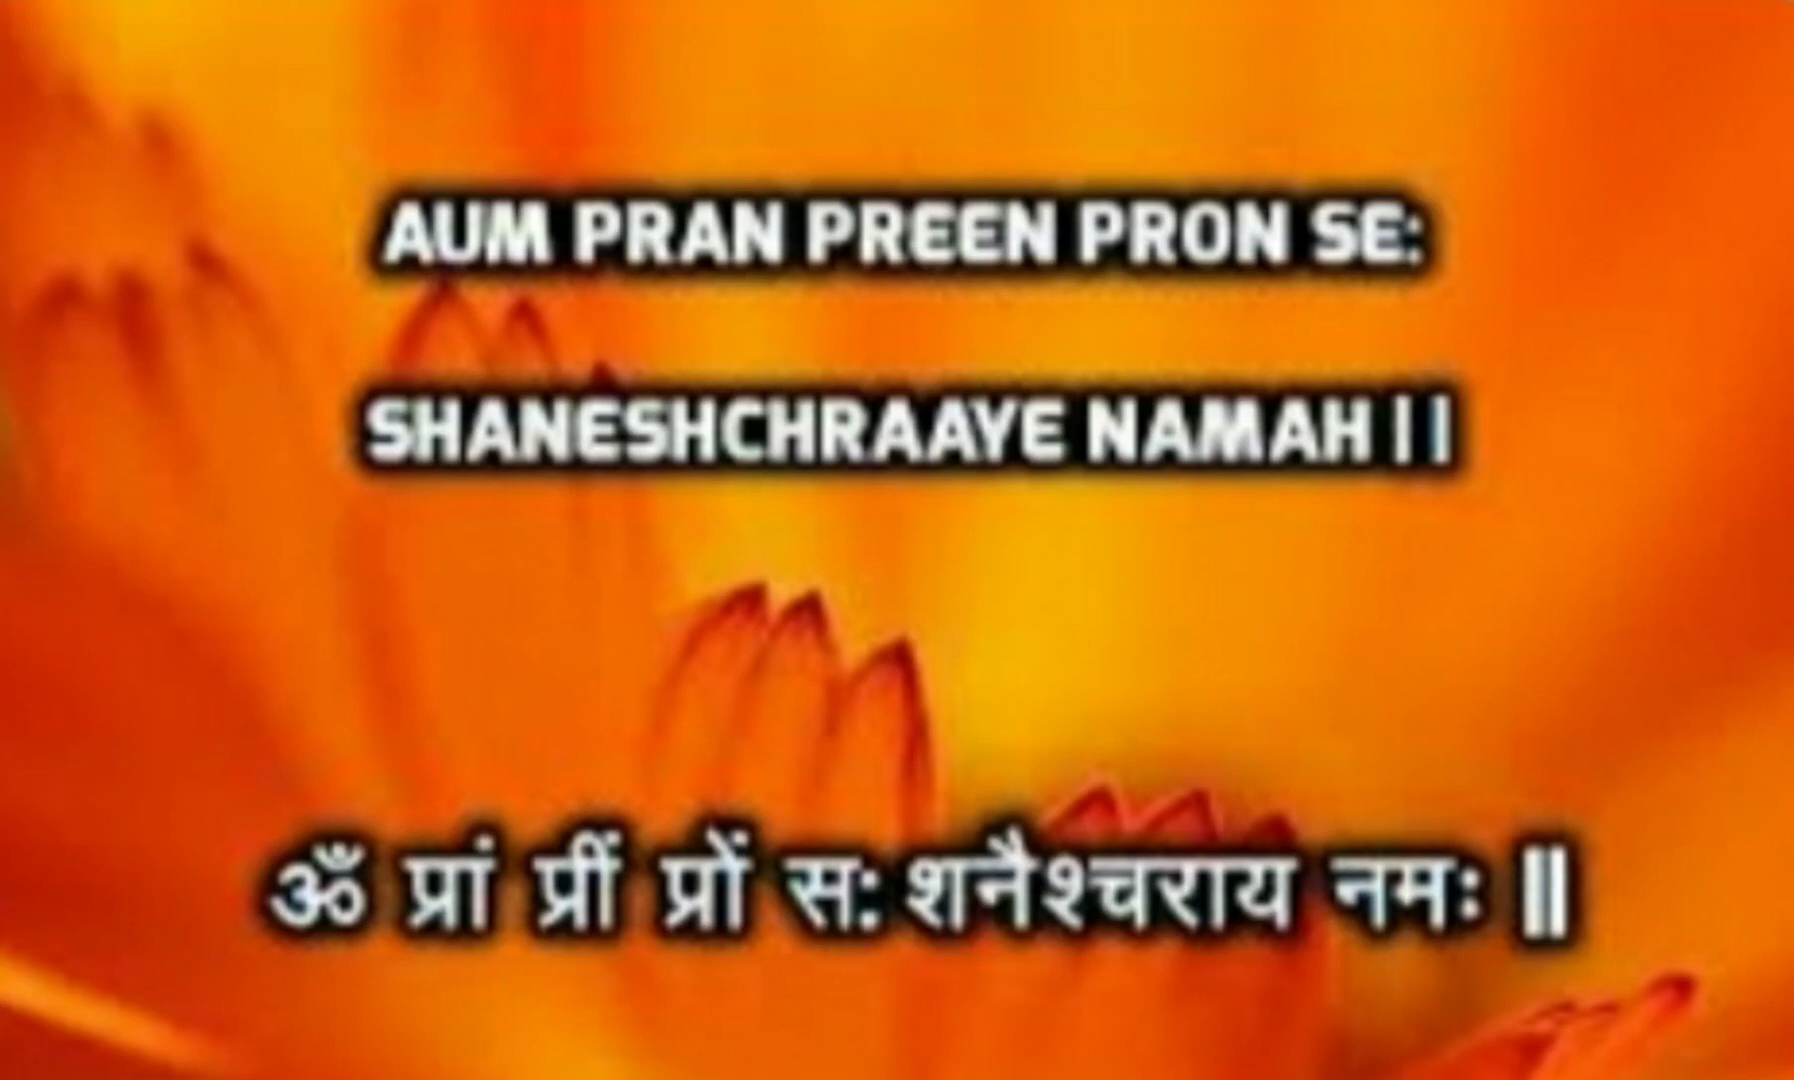 AUM PRAN PREEN PRON SE:
SHANESHCHRAAYE NAMAH||
ॐ प्रां प्रीं प्रों स: शनैश्चराय नमः ||